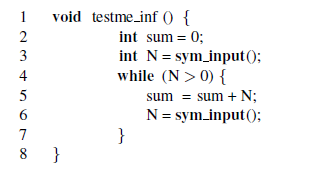 1 void testme_inf () {
2 int sum = 0;
3 int N = sym_input();
4 while (N > 0) {
5 sum = sum + N;
6 N = sym_input();
7 }
8 }